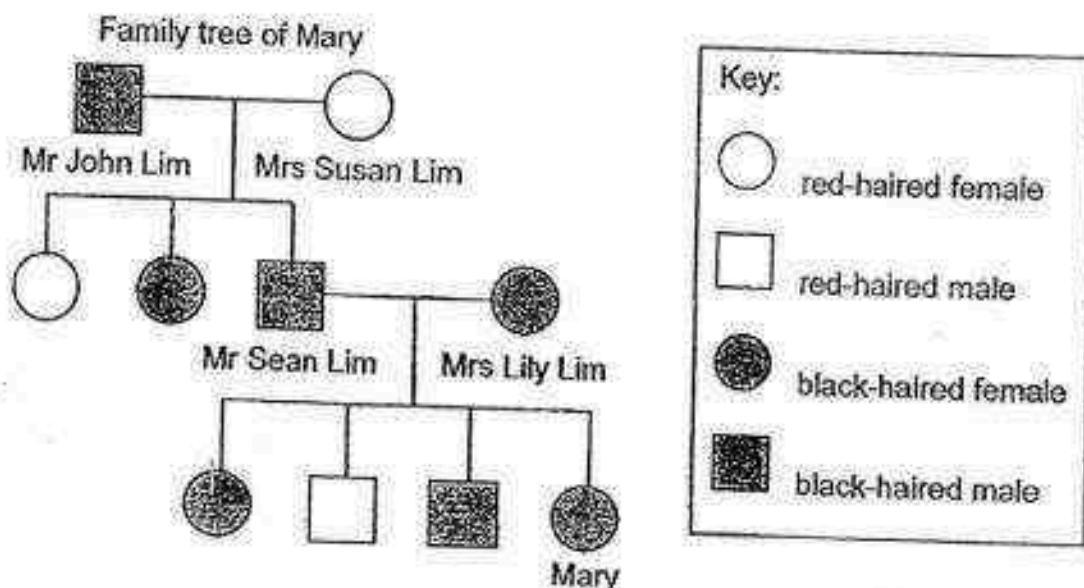 Family tree of Mary
Mr John Lim
Mrs Susan Lim
Mr Sean Lim
Mrs Lily Lim
Mary
Key:
red-haired female
red-haired male
black-haired female
black-haired male